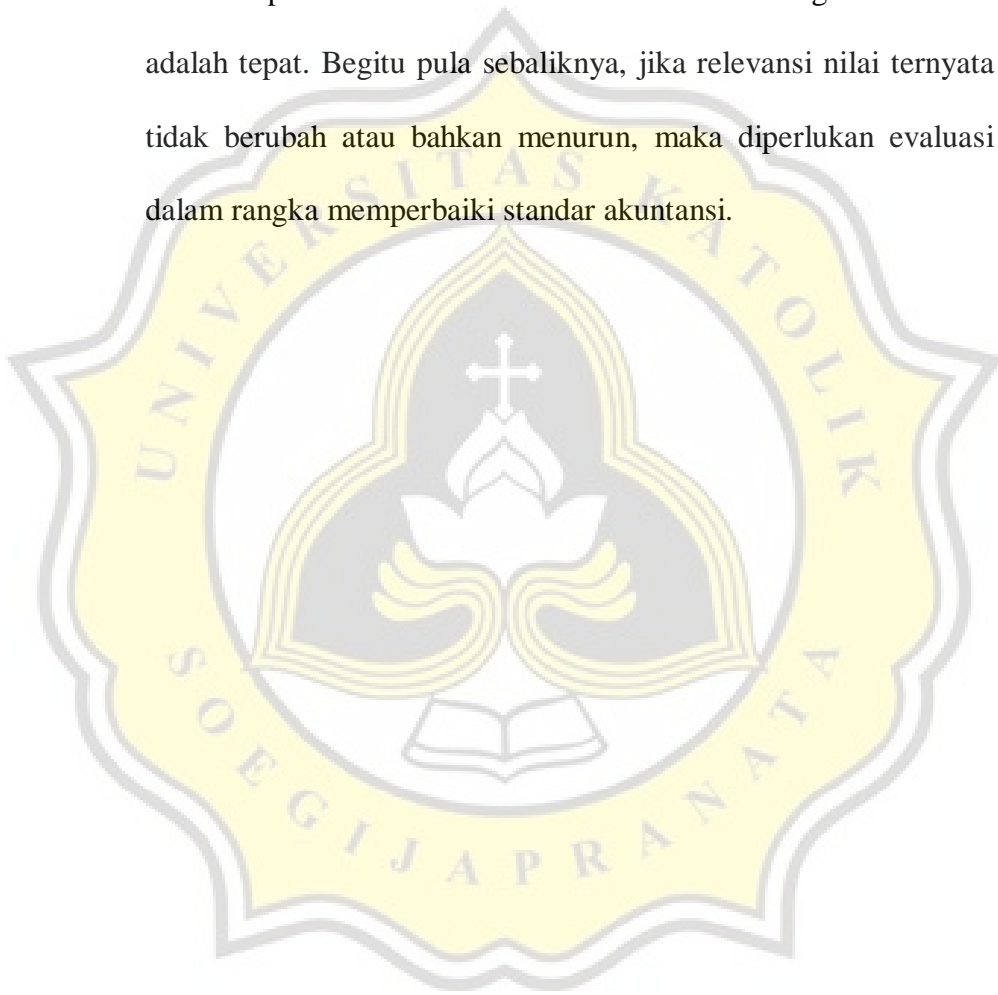 adalah tepat. Begitu pula sebaliknya, jika relevansi nilai ternyata
tidak berubah atau bahkan menurun, maka diperlukan evaluasi
dalam rangka memperbaiki standar akuntansi.
UNIVERSITAS KATOLIK
SOEGIJAPRANATA